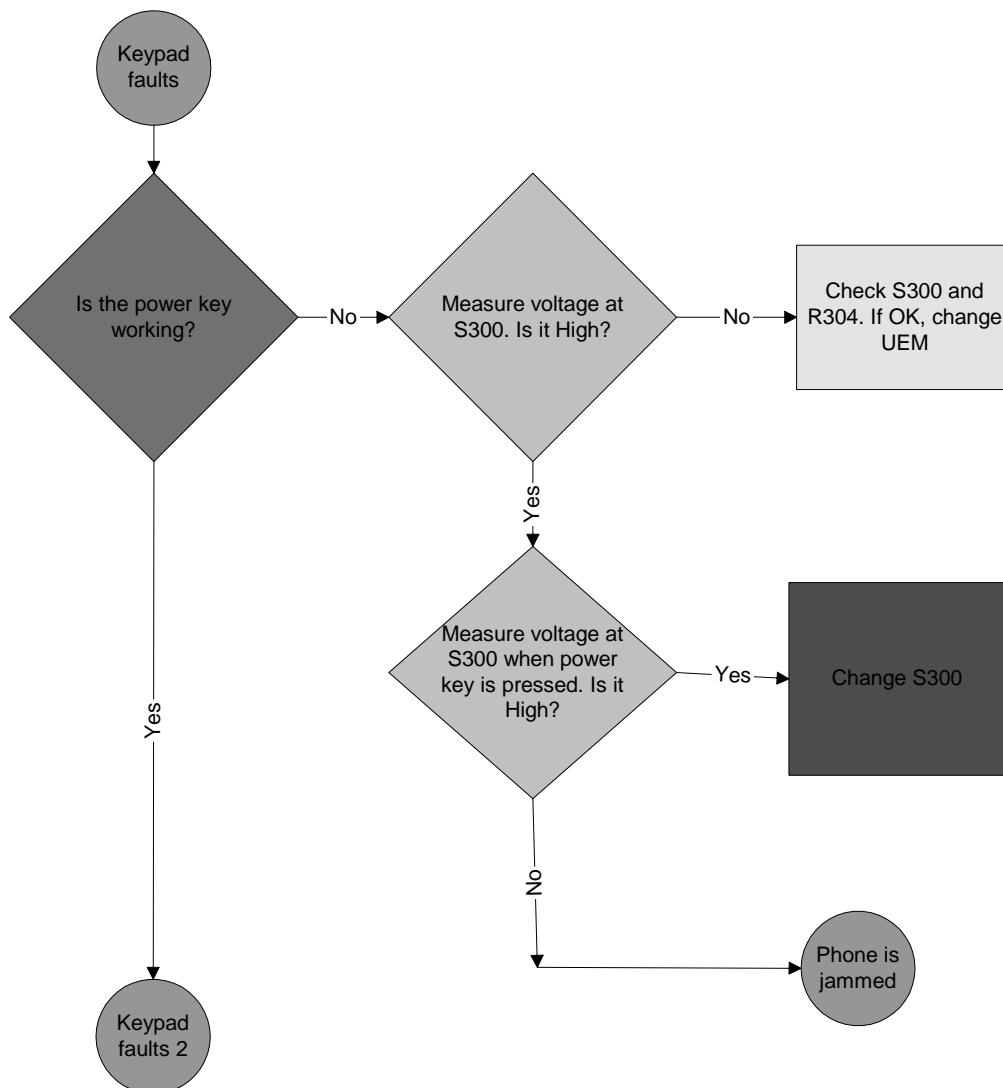 Keypad
faults
Is the power key
working?
No
Measure voltage at
S300. Is it High?
No
Check S300 and
R304. If OK, change
UEM
Yes
Measure voltage at
S300 when power
key is pressed. Is it
High?
Yes
Change S300
Yes
No
Phone is
jammed
Keypad
faults 2